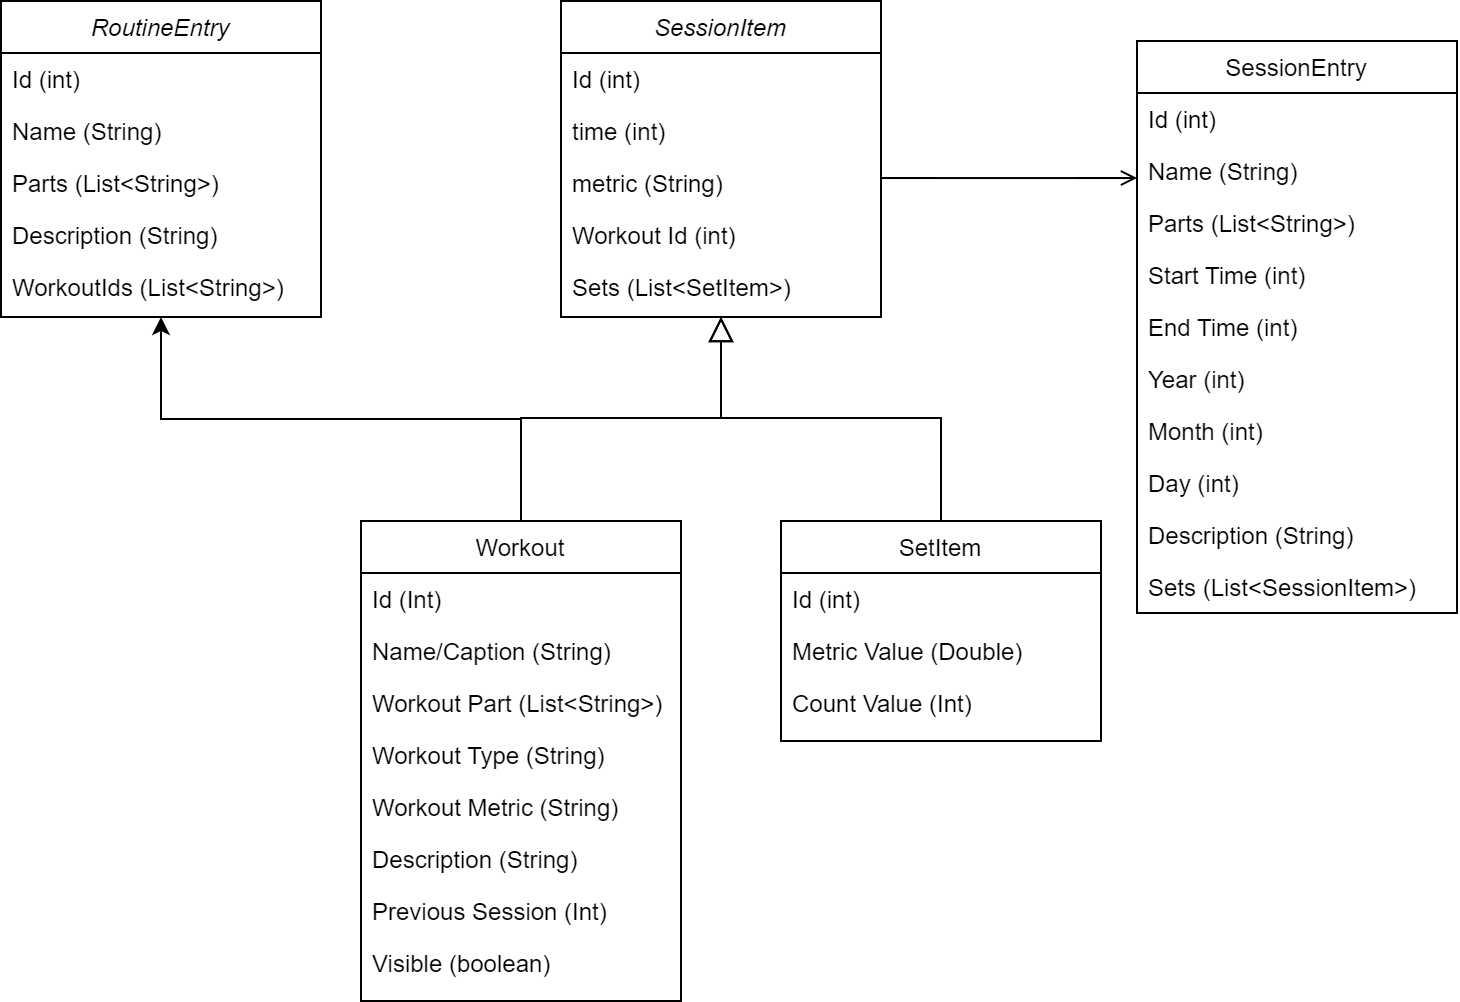 RoutineEntry
Id (int)
Name (String)
Parts (List<String>)
Description (String)
WorkoutIds (List<String>)
SessionItem
Id (int)
time (int)
metric (String)
Workout Id (int)
Sets (List<SetItem>)
SessionEntry
Id (int)
Name (String)
Parts (List<String>)
Start Time (int)
End Time (int)
Year (int)
Month (int)
Day (int)
Description (String)
Sets (List<SessionItem>)
Workout
Id (Int)
Name/Caption (String)
Workout Part (List<String>)
Workout Type (String)
Workout Metric (String)
Description (String)
Previous Session (Int)
Visible (boolean)
SetItem
Id (int)
Metric Value (Double)
Count Value (Int)